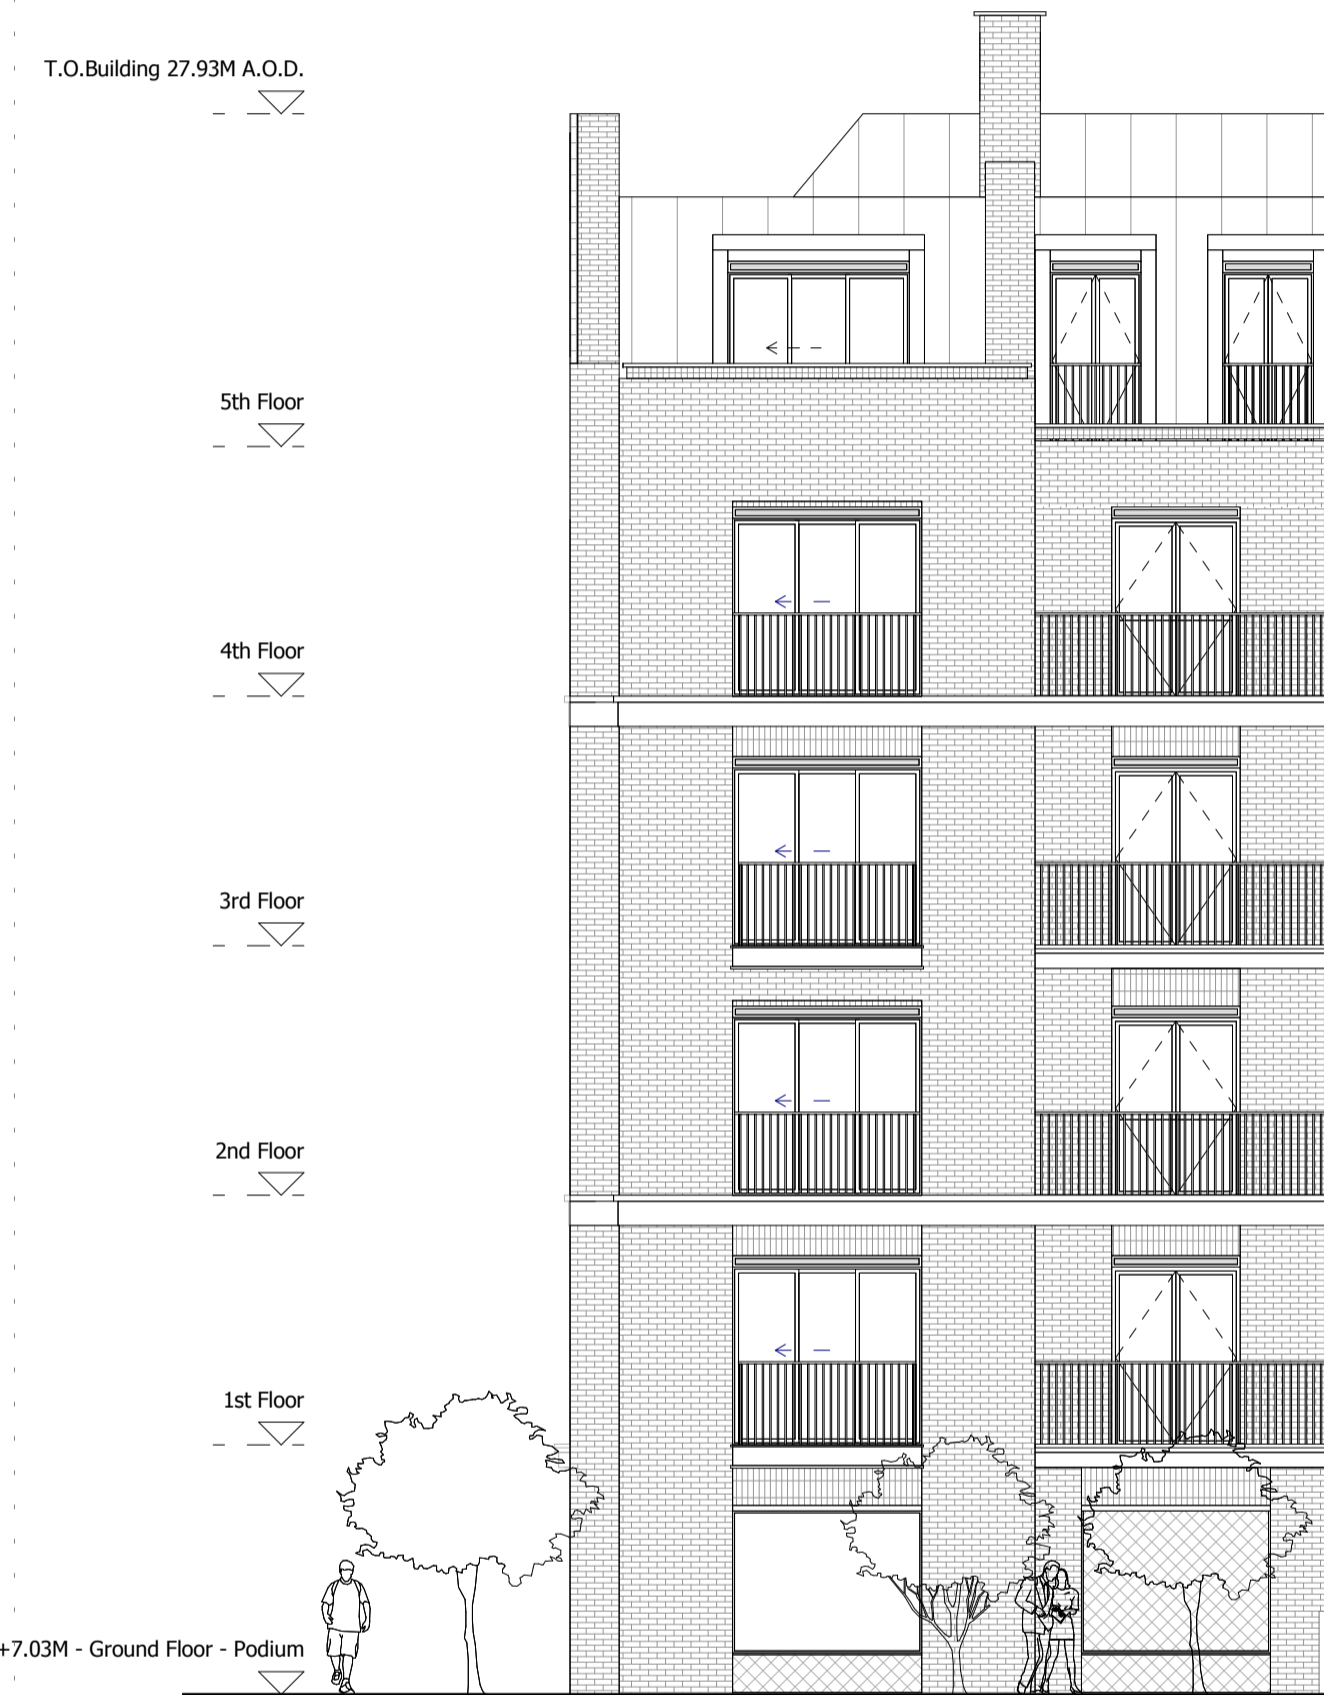 T.O.Building 27.93M A.O.D.
5th Floor
4th Floor
3rd Floor
2nd Floor
1st Floor
+7.03M - Ground Floor - Podium